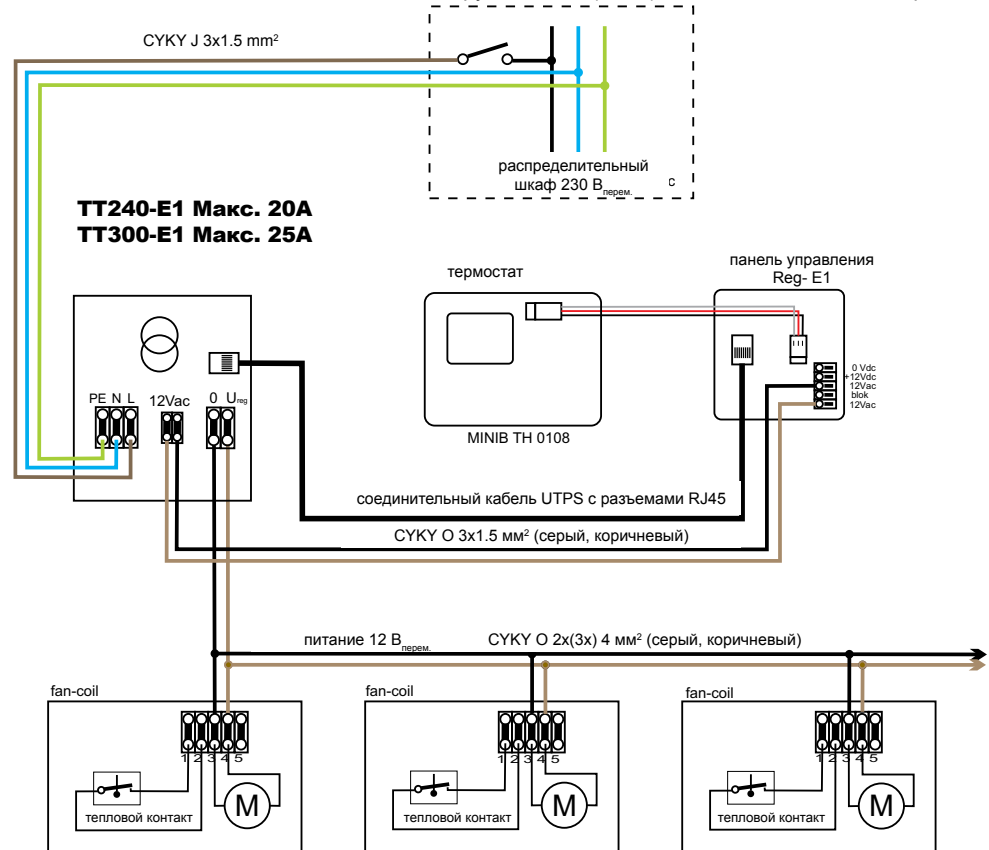 CYKY J 3x1.5 mm²
распределительный
шкаф 230 Вперем.
с
TT240-E1 Макс. 20A
TT300-E1 Макс. 25A
термостат
панель управления
Reg- E1
PE N L
12Vac
0 Ureg
0 Vdc
+12Vdc
12Vac
blok
12Vac
MINIB TH 0108
соединительный кабель UTPS с разъемами RJ45
CYKY O 3x1.5 мм² (серый, коричневый)
питание 12 Вперем.
CYKY O 2x(3x) 4 мм² (серый, коричневый)
fan-coil
fan-coil
fan-coil
1 2 3 4 5
1 2 3 4 5
1 2 3 4 5
M
M
M
тепловой контакт
тепловой контакт
тепловой контакт